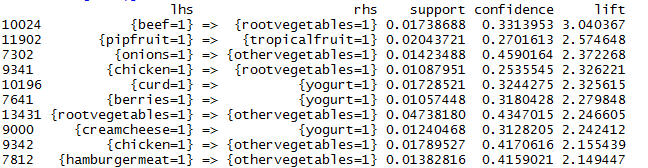 lhs rhs support confidence lift
10024 {beef=1} => {rootvegetables=1} 0.01738688 0.3313953 3.040367
11902 {pipfruit=1} => {tropicalfruit=1} 0.02043721 0.2701613 2.574648
7302 {onions=1} => {othervegetables=1} 0.01423488 0.4590164 2.372268
9341 {chicken=1} => {rootvegetables=1} 0.01087951 0.2535545 2.326221
10196 {curd=1} => {yogurt=1} 0.01728521 0.3244275 2.325615
7641 {berries=1} => {yogurt=1} 0.01057448 0.3180428 2.279848
13431 {rootvegetables=1} => {othervegetables=1} 0.04738180 0.4347015 2.246605
9000 {creamcheese=1} => {yogurt=1} 0.01240468 0.3128205 2.242412
9342 {chicken=1} => {othervegetables=1} 0.01789527 0.4170616 2.155439
7812 {hamburgermeat=1} => {othervegetables=1} 0.01382816 0.4159021 2.149447